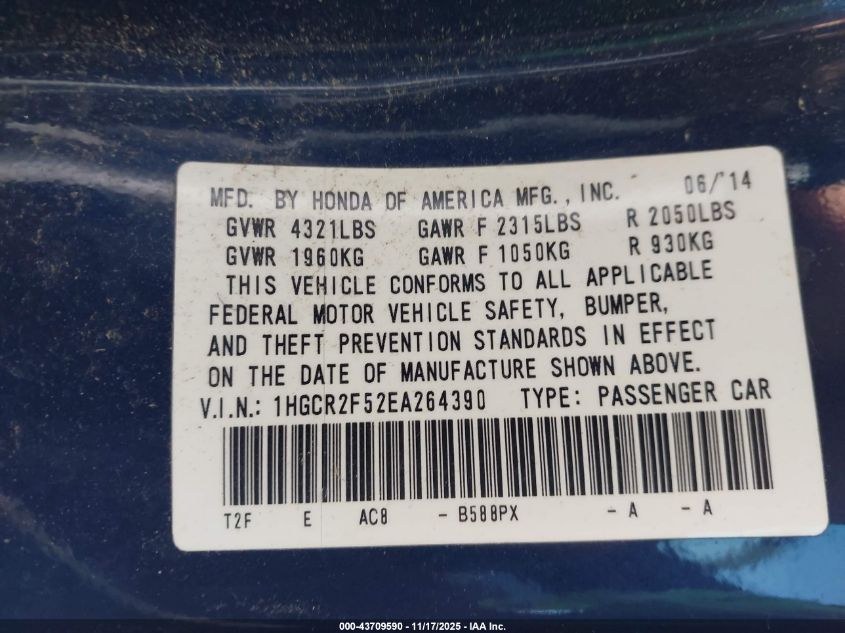 MFD. BY HONDA OF AMERICA MFG., INC. 06/'14
GVWR 4321LBS GAWR F 2315LBS R 2050LBS
GVWR 1960KG GAWR F 1050KG R 930KG
THIS VEHICLE CONFORMS TO ALL APPLICABLE
FEDERAL MOTOR VEHICLE SAFETY, BUMPER,
AND THEFT PREVENTION STANDARDS IN EFFECT
ON THE DATE OF MANUFACTURE SHOWN ABOVE.
V.I.N.: 1HGCR2F52EA264390 TYPE: PASSENGER CAR
T2F E AC8 - B588PX - A - A
000-43709590 - 11/17/2025 - IAA Inc.